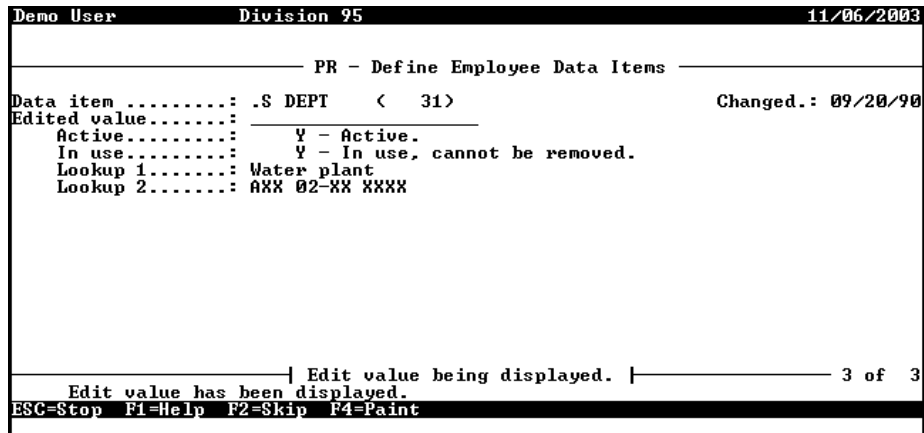 Demo User Division 95 11/06/2003
PR - Define Employee Data Items
Data item .........: .S DEPT ( 31) Changed.: 09/20/90
Edited value.......: ____________________
Active.........: Y - Active.
In use.........: Y - In use, cannot be removed.
Lookup 1.......: Water plant
Lookup 2.......: AXX 02-XX XXXX
Edit value being displayed. 3 of 3
Edit value has been displayed.
ESC=Stop F1=Help F2=Skip F4=Paint